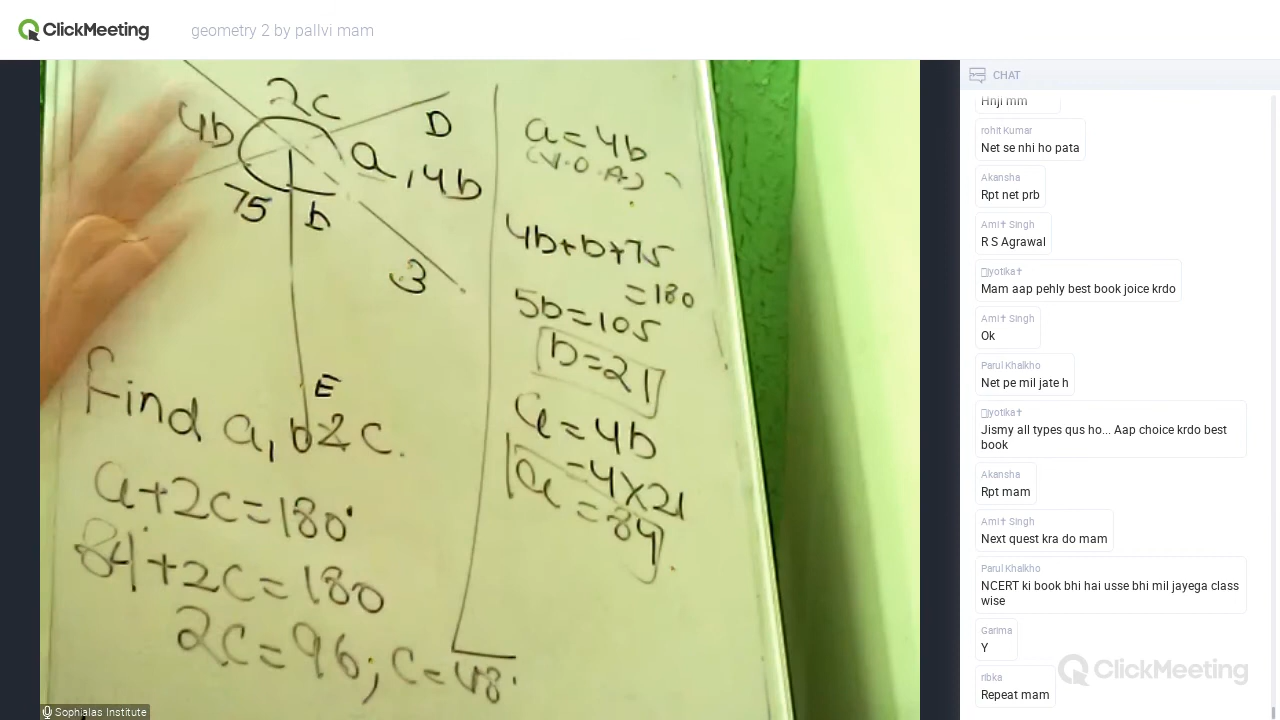 ClickMeeting
geometry 2 by pallvi mam
2c
4b
D
a, 4b
75
b
3
E
Find a, b & c.
a+2c=180°
84+2c=180
2c=96; c=48°
a=4b
(V.O.A)
4b+b+75
=180
5b=105
b=21
a=4b
=4×21
a=84
Sophialas Institute
CHAT
Hnji mm
rohit Kumar
Net se nhi ho pata
Akansha
Rpt net prb
Ami✝ Singh
R S Agrawal
jyotika✝
Mam aap pehly best book joice krdo
Ami✝ Singh
Ok
Parul Khalkho
Net pe mil jate h
jyotika✝
Jismy all types qus ho... Aap choice krdo best
book
Akansha
Rpt mam
Ami✝ Singh
Next quest kra do mam
Parul Khalkho
NCERT ki book bhi hai usse bhi mil jayega class
wise
Garima
Y
ribka
Repeat mam
ClickMeeting